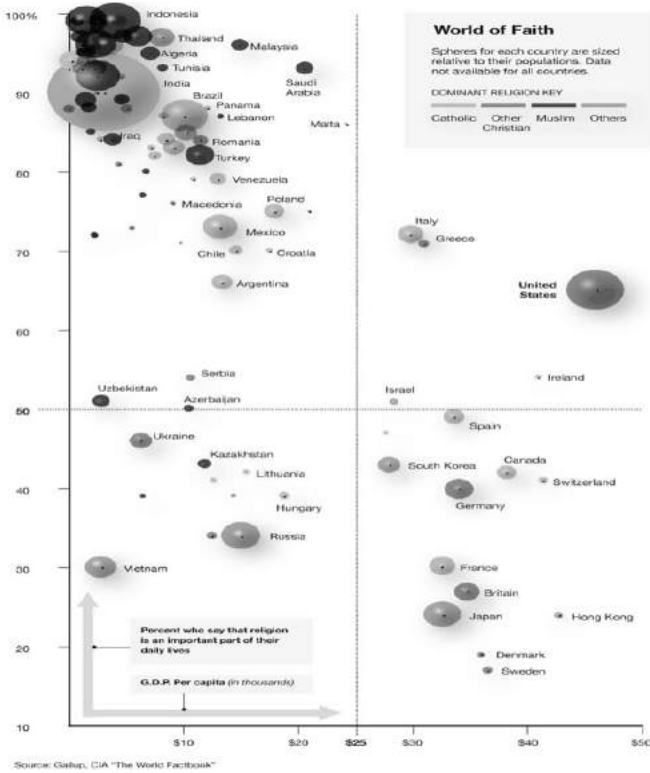 World of Faith
Spheres for each country are sized
relative to their populations. Data
not available for all countries.
DOMINANT RELIGION KEY
Catholic
Other
Christian
Muslim
Others
100%
90
80
70
60
50
40
30
20
10
Indonesia
Thailand
Algeria
Malaysia
Tunisia
Saudi
Arabia
India
Brazil
Panama
Lebanon
Malta
Iraq
Romania
Turkey
Venezuela
Macedonia
Poland
Mexico
Italy
Greece
Chile
Croatia
Argentina
United
States
Serbia
Ireland
Uzbekistan
Azerbaijan
Israel
Spain
Ukraine
Kazakhstan
Lithuania
South Korea
Canada
Switzerland
Hungary
Germany
Russia
Vietnam
France
Britain
Japan
Hong Kong
Denmark
Sweden
Percent who say that religion
is an important part of their
daily lives
G.D.P. Per capita (in thousands)
$10
$20
$25
$30
$40
$50
Source: Gallup, CIA "The World Factbook"